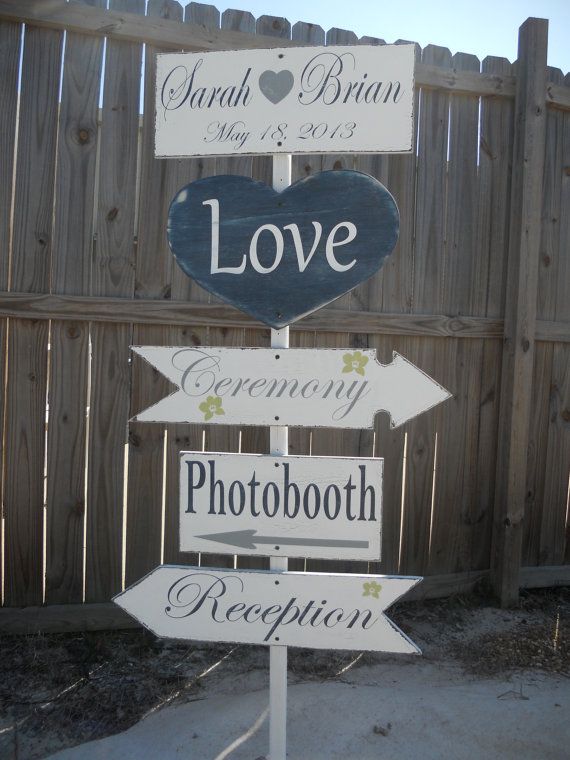 Sarah Brian
May 18, 2013
Love
Ceremony
Photobooth
Reception